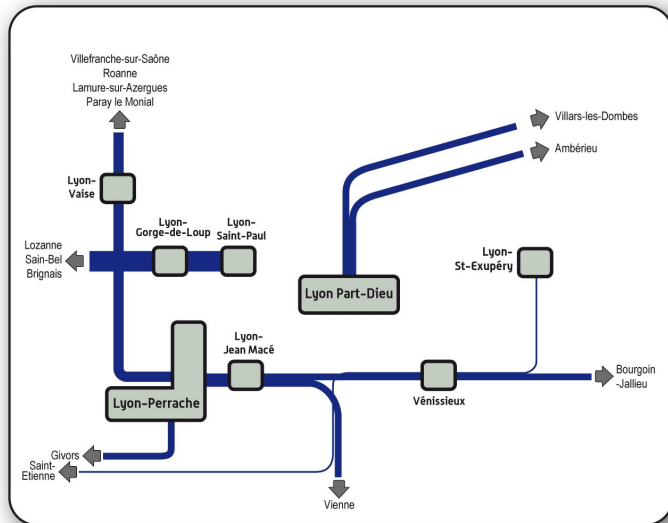 Villefranche-sur-Saône
Roanne
Lamure-sur-Azergues
Paray le Monial
Villars-les-Dombes
Ambérieu
Lyon-
Vaise
Lyon-
Gorge-de-Loup
Lyon-
Saint-Paul
Lozanne
Sain-Bel
Brignais
Lyon-
St-Exupéry
Lyon Part-Dieu
Lyon-
Jean Macé
Bourgoin
-Jallieu
Lyon-Perrache
Vénissieux
Givors
Saint-
Etienne
Vienne